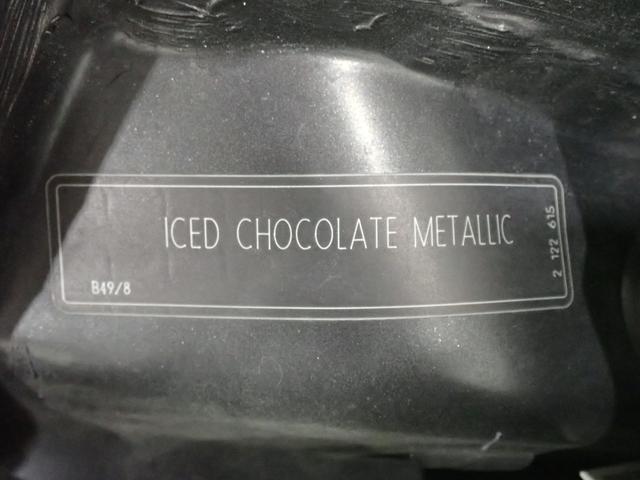 ICED CHOCOLATE METALLIC
B49/8
2 122 615